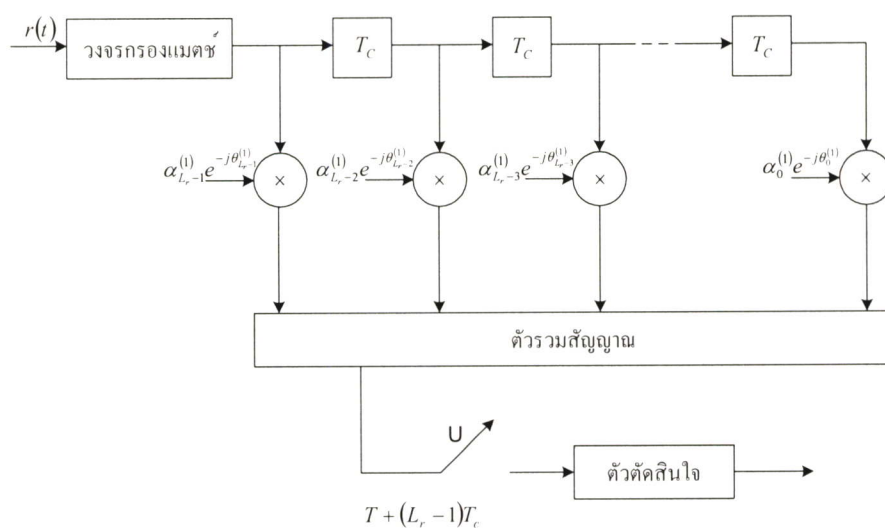 r(t)
วงจรกรองแมตช์
T_C
T_C
T_C
α_{L_r-1}^{(1)} e^{-jθ_{L_r-1}^{(1)}}
×
α_{L_r-2}^{(1)} e^{-jθ_{L_r-2}^{(1)}}
×
α_{L_r-3}^{(1)} e^{-jθ_{L_r-3}^{(1)}}
×
α_0^{(1)} e^{-jθ_0^{(1)}}
×
ตัวรวมสัญญาณ
U
ตัวตัดสินใจ
T + (L_r - 1)T_c